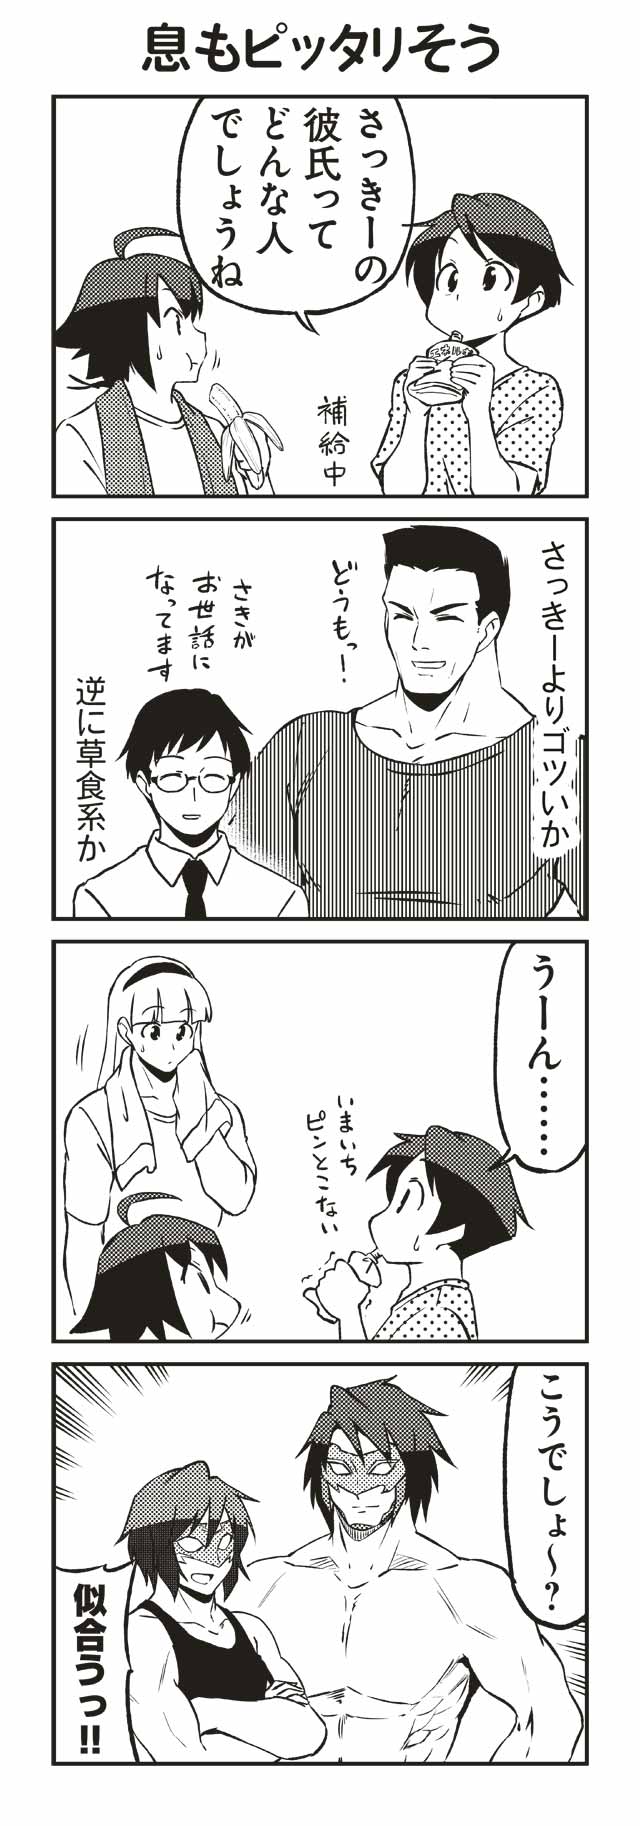 息もピッタリそう
さっきーの
彼氏って
どんな人
でしょうね
エネルギ
補給中
さっきーよりゴツいか
どうもっ!
さきが
お世話に
なってます
逆に草食系か
うーん……
いまいち
ピンとこない
こうでしょ〜?
似合うっ!!